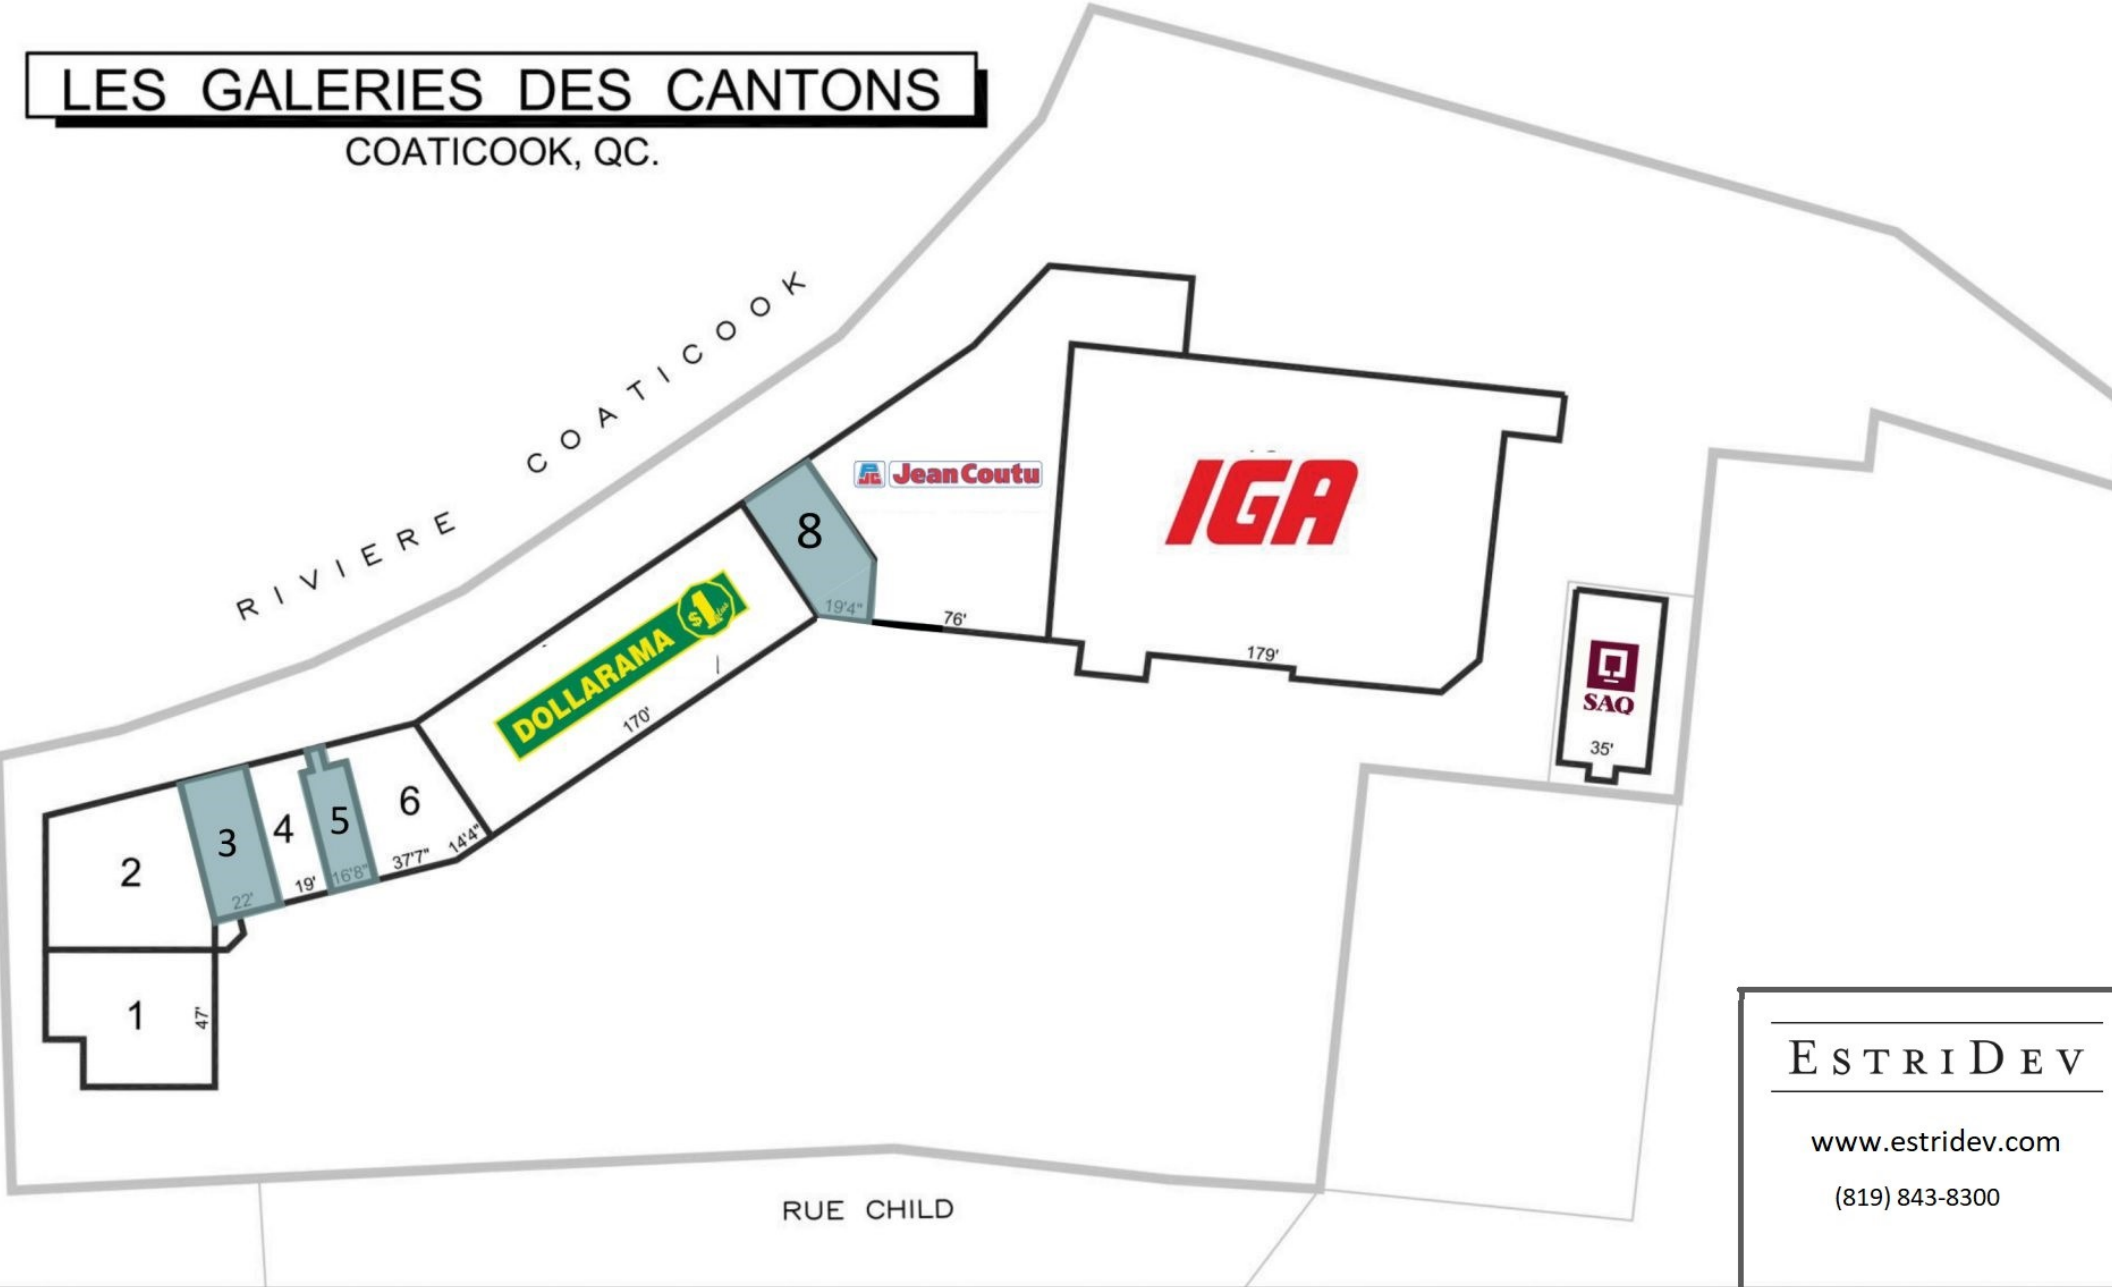 LES GALERIES DES CANTONS
COATICOOK, QC.
RIVIERE COATICOOK
Jean Coutu
IGA
8
19'4"
76'
179'
DOLLARAMA $1
170'
SAQ
35'
2
3
22'
4
19'
5
16'8"
6
37'7"
14'4"
1
47'
RUE CHILD
ESTRIDEV
www.estridev.com
(819) 843-8300